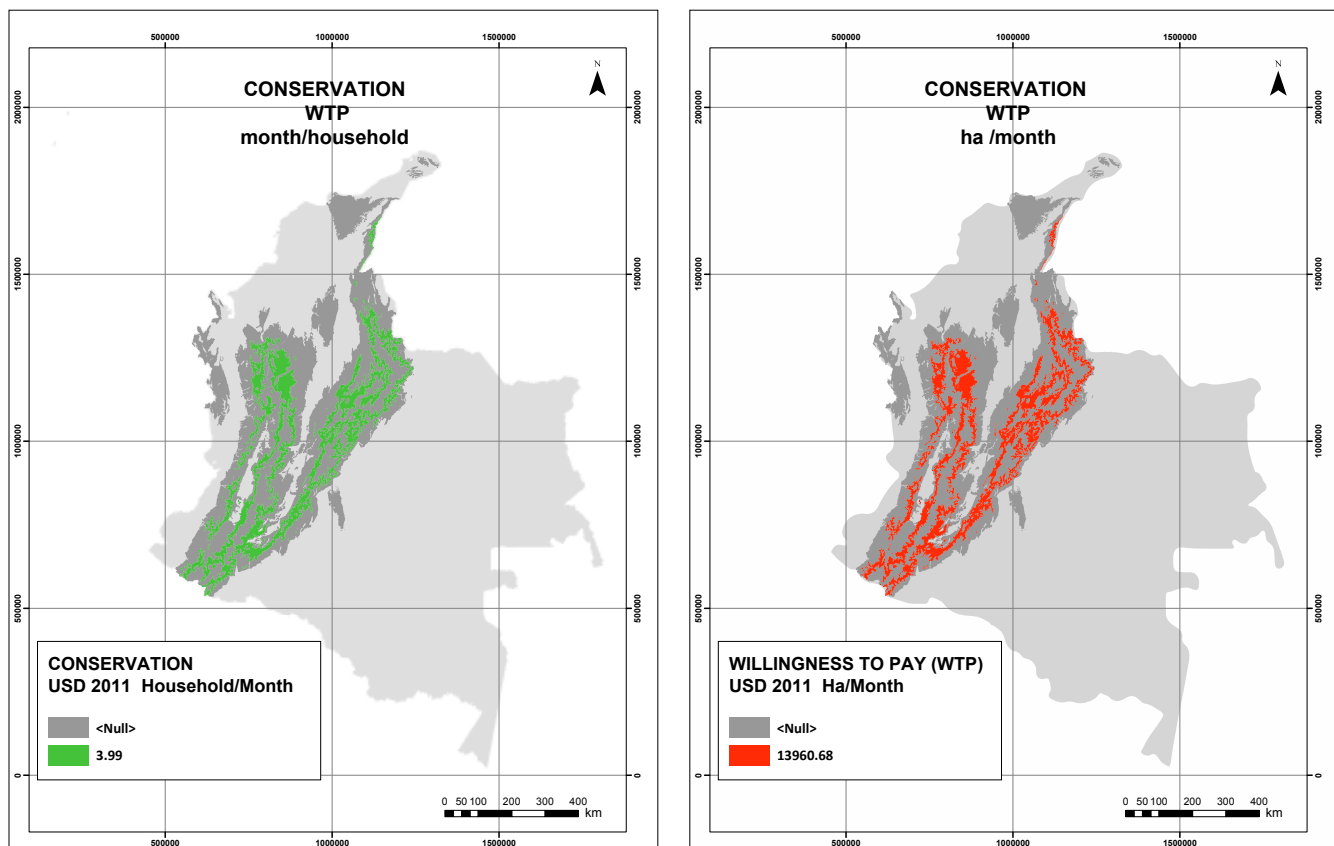 500000 1000000 1500000
N
CONSERVATION
WTP
month/household
2000000 2000000
1500000 1500000
1000000 1000000
500000 500000
0 0
CONSERVATION
USD 2011 Household/Month
<Null>
3.99
0 50 100 200 300 400
km
500000 1000000 1500000
500000 1000000 1500000
N
CONSERVATION
WTP
ha /month
2000000 2000000
1500000 1500000
1000000 1000000
500000 500000
0 0
WILLINGNESS TO PAY (WTP)
USD 2011 Ha/Month
<Null>
13960.68
0 50 100 200 300 400
km
500000 1000000 1500000